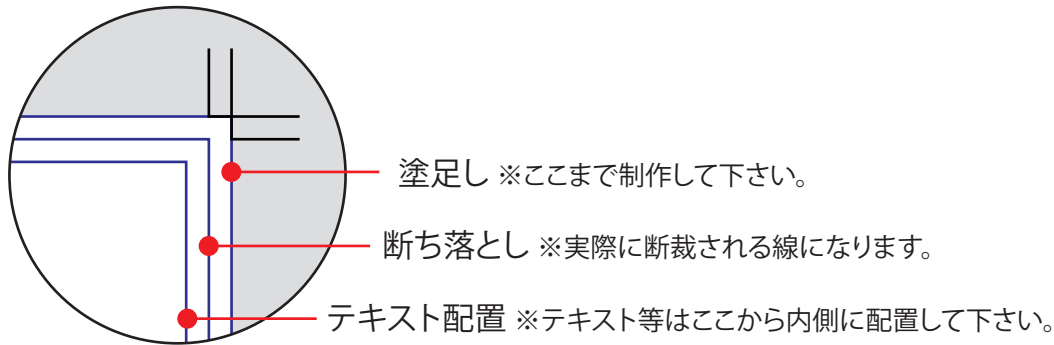 塗足し ※ここまで制作して下さい。
断ち落とし ※実際に断裁される線になります。
テキスト配置 ※テキスト等はここから内側に配置して下さい。